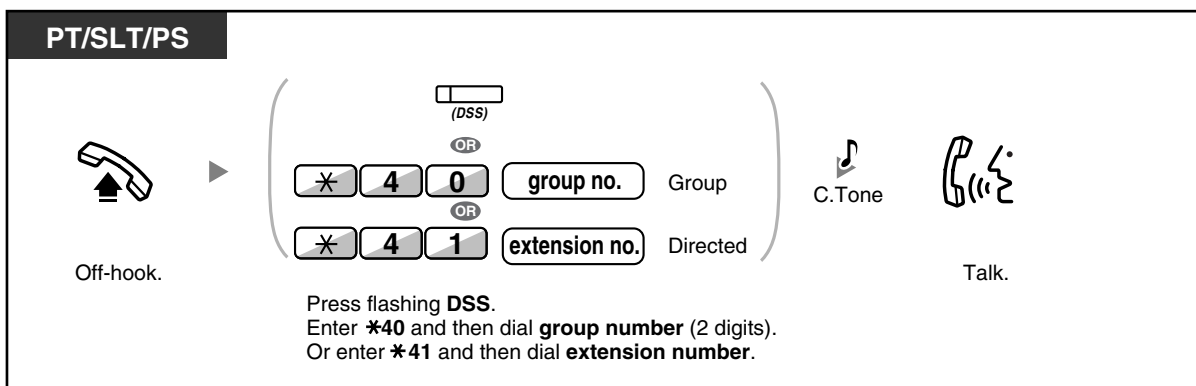 PT/SLT/PS
(DSS)
OR
* 4 0 group no. Group
OR
* 4 1 extension no. Directed
C.Tone
Off-hook.
Talk.
Press flashing DSS.
Enter *40 and then dial group number (2 digits).
Or enter *41 and then dial extension number.